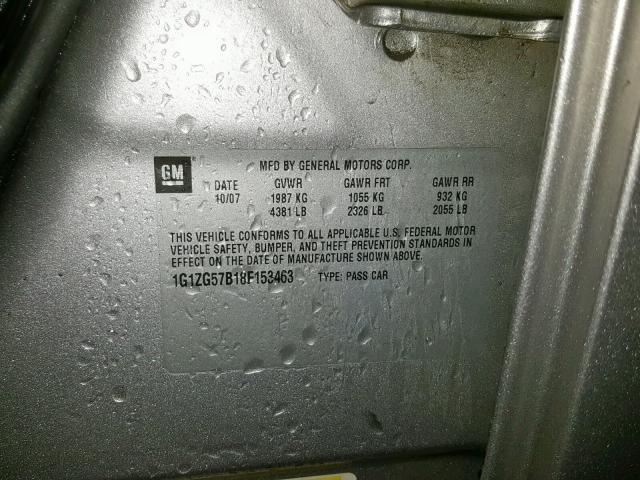 GM MFD BY GENERAL MOTORS CORP.
DATE GVWR GAWR FRT GAWR RR
10/07 1987 KG 1055 KG 932 KG
4381 LB 2326 LB 2055 LB
THIS VEHICLE CONFORMS TO ALL APPLICABLE U.S. FEDERAL MOTOR
VEHICLE SAFETY, BUMPER, AND THEFT PREVENTION STANDARDS IN
EFFECT ON THE DATE OF MANUFACTURE SHOWN ABOVE.
1G1ZG57B18F153463 TYPE: PASS CAR